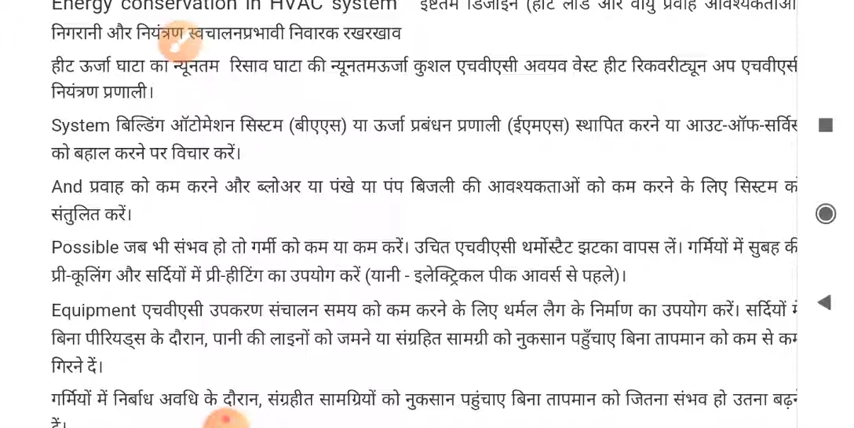 Energy conservation in HVAC system इष्टतम डिजाइन (हीट लोड और वायु प्रवाह आवश्यकताओं
निगरानी और नियंत्रण स्वचालनप्रभावी निवारक रखरखाव
हीट ऊर्जा घाटा का न्यूनतम रिसाव घाटा की न्यूनतमऊर्जा कुशल एचवीएसी अवयव वेस्ट हीट रिकवरीट्यून अप एचवीएसी
नियंत्रण प्रणाली।
System बिल्डिंग ऑटोमेशन सिस्टम (बीएएस) या ऊर्जा प्रबंधन प्रणाली (ईएमएस) स्थापित करने या आउट-ऑफ-सर्विस
को बहाल करने पर विचार करें।
And प्रवाह को कम करने और ब्लोअर या पंखे या पंप बिजली की आवश्यकताओं को कम करने के लिए सिस्टम को
संतुलित करें।
Possible जब भी संभव हो तो गर्मी को कम या कम करें। उचित एचवीएसी थर्मोस्टैट झटका वापस लें। गर्मियों में सुबह की
प्री-कूलिंग और सर्दियों में प्री-हीटिंग का उपयोग करें (यानी - इलेक्ट्रिकल पीक आवर्स से पहले)।
Equipment एचवीएसी उपकरण संचालन समय को कम करने के लिए थर्मल लैग के निर्माण का उपयोग करें। सर्दियों में
बिना पीरियड्स के दौरान, पानी की लाइनों को जमने या संग्रहित सामग्री को नुकसान पहुँचाए बिना तापमान को कम से कम
गिरने दें।
गर्मियों में निर्बाध अवधि के दौरान, संग्रहीत सामग्रियों को नुकसान पहुंचाए बिना तापमान को जितना संभव हो उतना बढ़ने
दें।